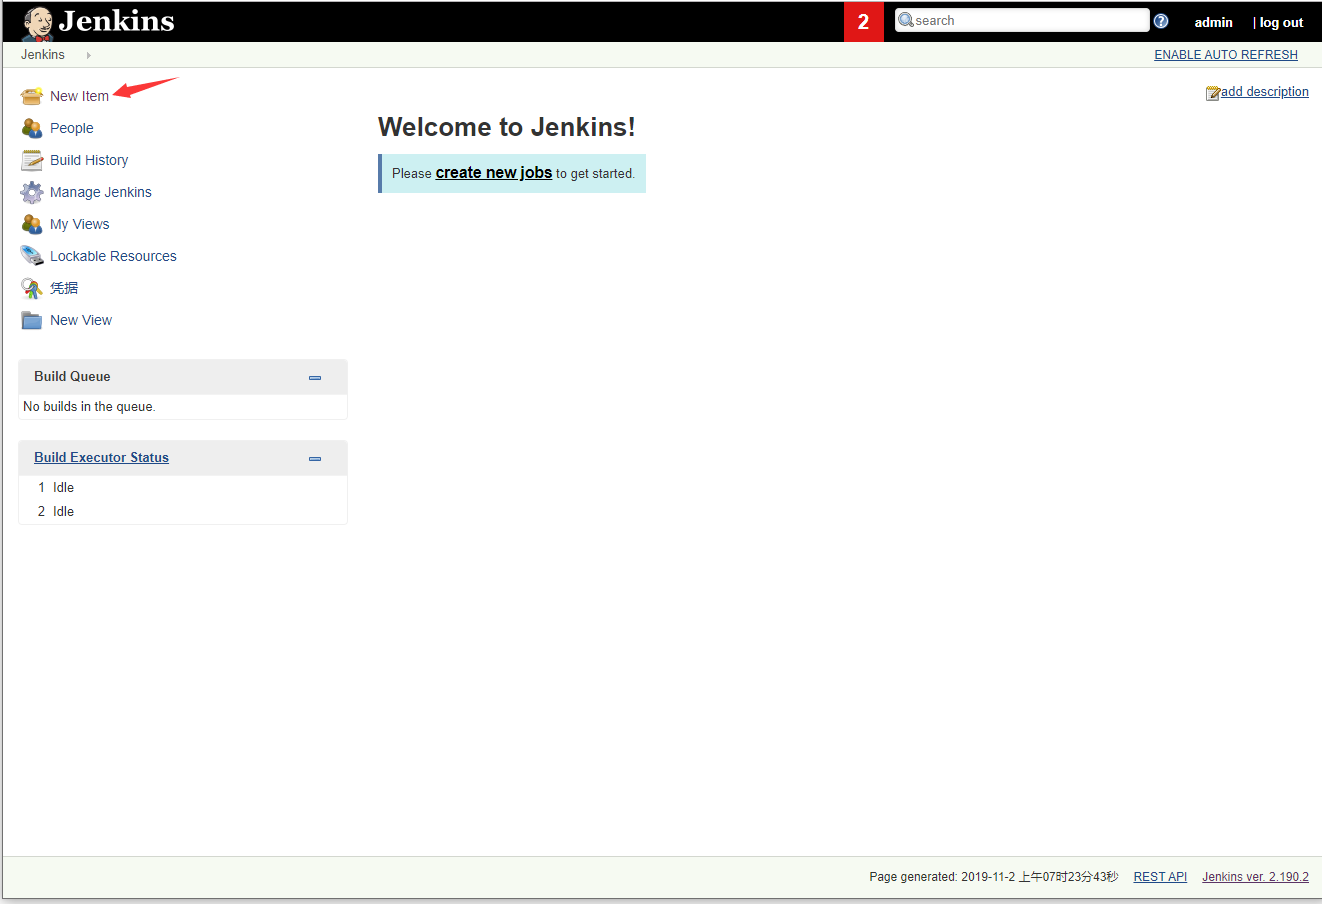 Jenkins
2
search
admin
| log out
Jenkins
ENABLE AUTO REFRESH
New Item
add description
People
Welcome to Jenkins!
Build History
Please create new jobs to get started.
Manage Jenkins
My Views
Lockable Resources
凭据
New View
Build Queue
No builds in the queue.
Build Executor Status
1 Idle
2 Idle
Page generated: 2019-11-2 上午07时23分43秒
REST API
Jenkins ver. 2.190.2